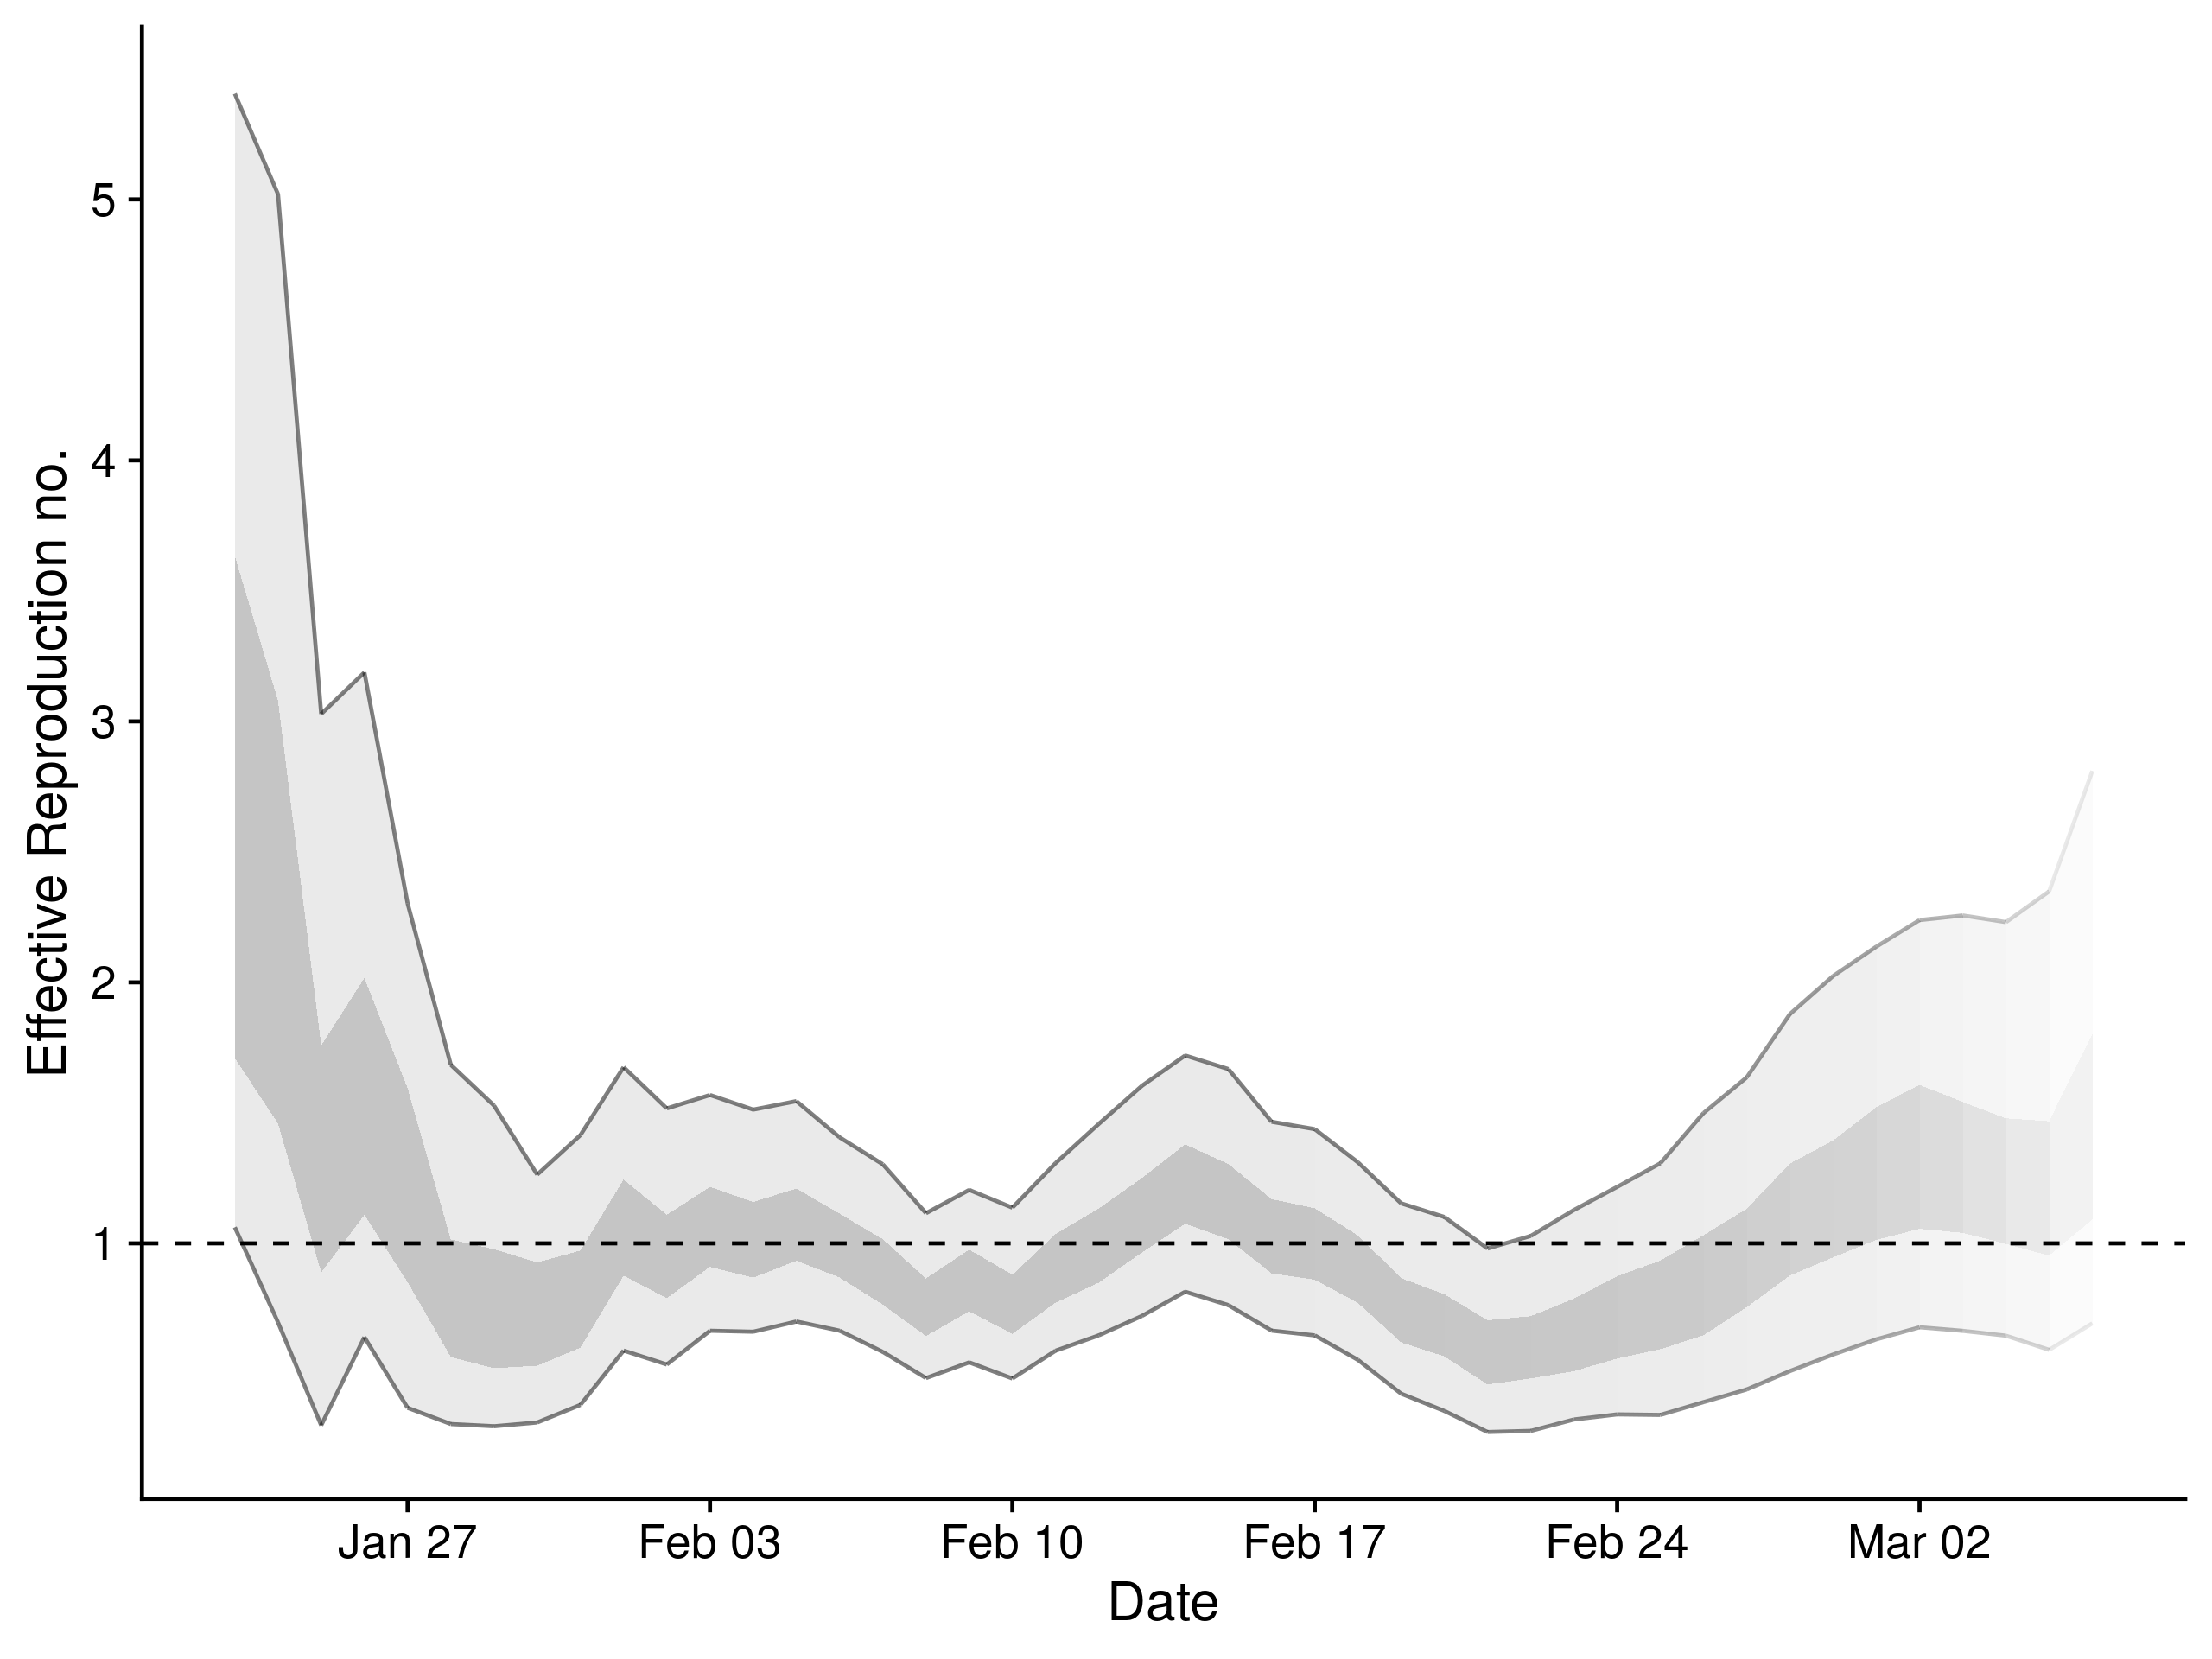 Effective Reproduction no.
5
4
3
2
1
Jan 27
Feb 03
Feb 10
Feb 17
Feb 24
Mar 02
Date